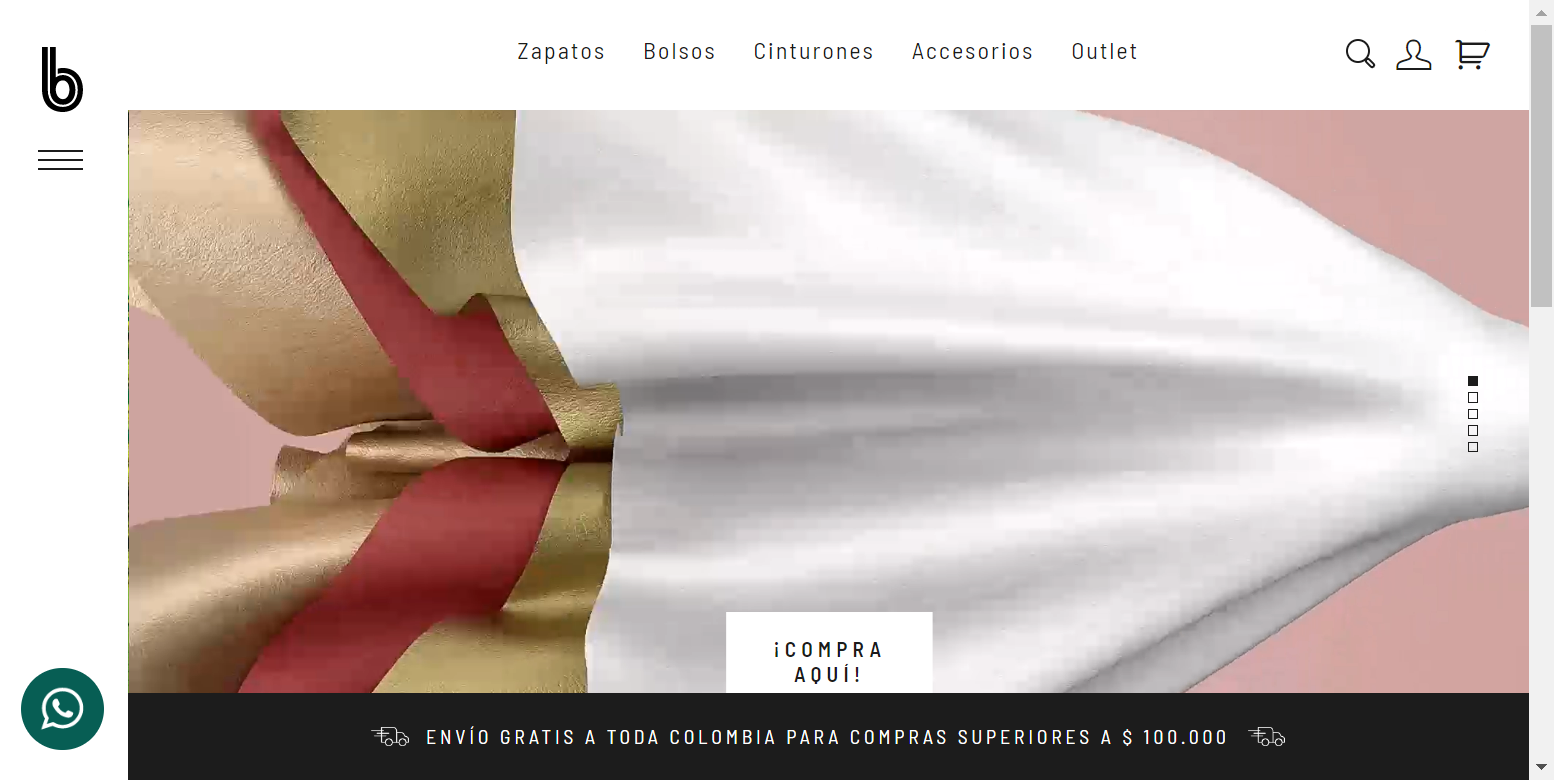 b
Zapatos Bolsos Cinturones Accesorios Outlet
¡COMPRA
AQUÍ!
ENVÍO GRATIS A TODA COLOMBIA PARA COMPRAS SUPERIORES A $ 100.000